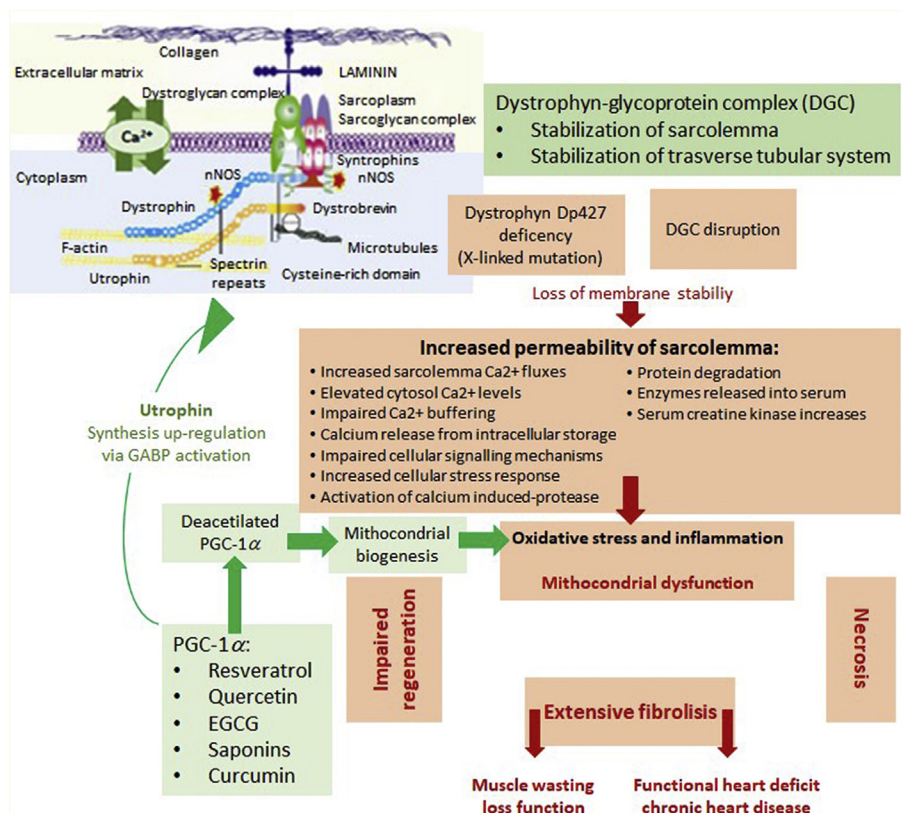 Collagen
Extracellular matrix
LAMININ
Dystroglycan complex
Sarcoplasm
Sarcoglycan complex
Ca²⁺
Syntrophins
Cytoplasm
nNOS
nNOS
Dystrophin
Dystrobrevin
F-actin
Microtubules
Utrophin
Spectrin
repeats
Cysteine-rich domain
Dystrophyn-glycoprotein complex (DGC)
• Stabilization of sarcolemma
• Stabilization of trasverse tubular system
Dystrophyn Dp427
deficency
(X-linked mutation)
DGC disruption
Loss of membrane stabiliy
Increased permeability of sarcolemma:
• Increased sarcolemma Ca2+ fluxes
• Elevated cytosol Ca2+ levels
• Impaired Ca2+ buffering
• Calcium release from intracellular storage
• Impaired cellular signalling mechanisms
• Increased cellular stress response
• Activation of calcium induced-protease
• Protein degradation
• Enzymes released into serum
• Serum creatine kinase increases
Utrophin
Synthesis up-regulation
via GABP activation
Deacetilated
PGC-1α
Mithocondrial
biogenesis
Oxidative stress and inflammation
Mithocondrial dysfunction
PGC-1α:
• Resveratrol
• Quercetin
• EGCG
• Saponins
• Curcumin
Impaired
regeneration
Necrosis
Extensive fibrolisis
Muscle wasting
loss function
Functional heart deficit
chronic heart disease